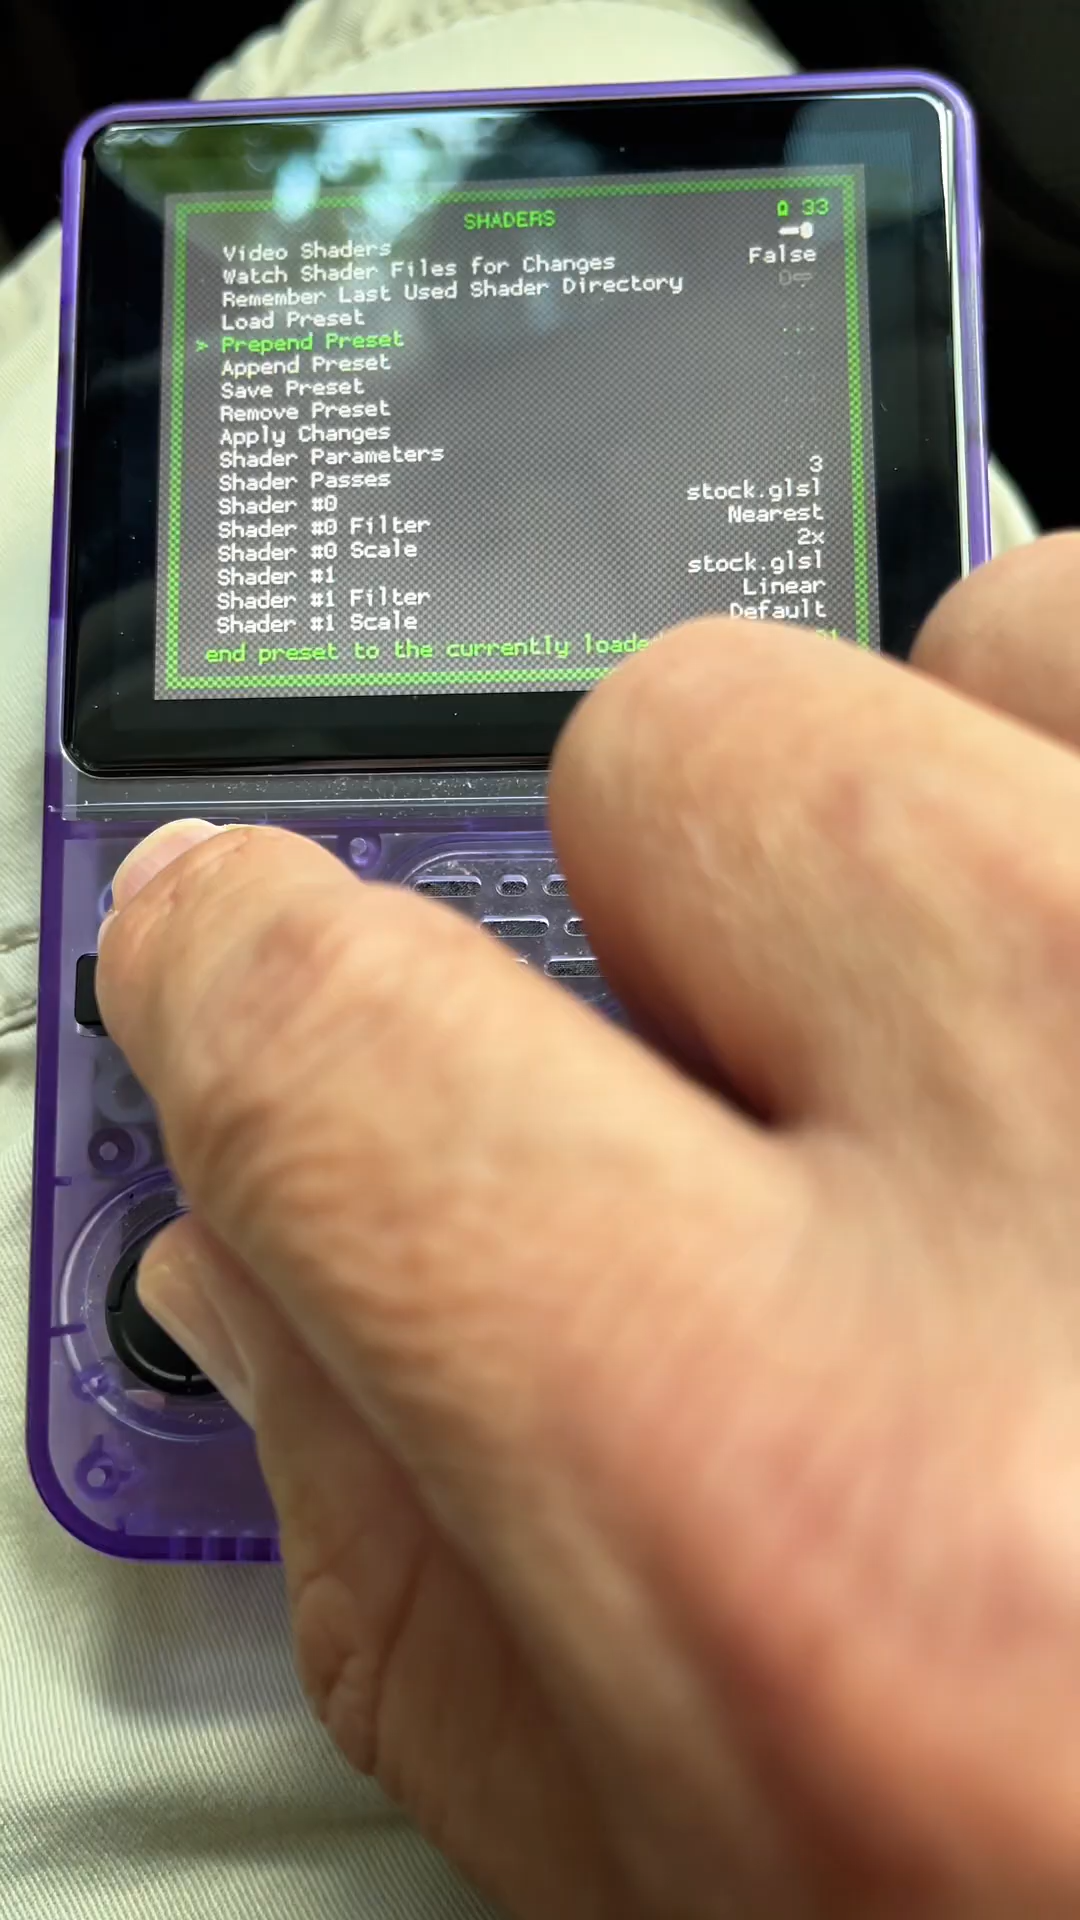 SHADERS
33
Video Shaders
Watch Shader Files for Changes False
Remember Last Used Shader Directory
Load Preset
> Prepend Preset ...
Append Preset
Save Preset
Remove Preset
Apply Changes
Shader Parameters
Shader Passes 3
Shader #0 stock.glsl
Shader #0 Filter Nearest
Shader #0 Scale 2x
Shader #1 stock.glsl
Shader #1 Filter Linear
Shader #1 Scale Default
end preset to the currently